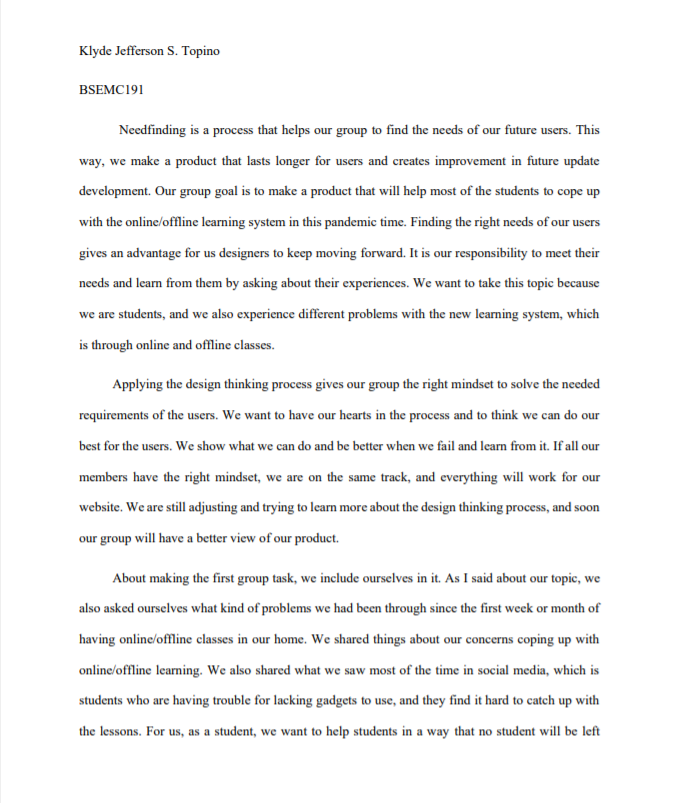 Klyde Jefferson S. Topino
BSEMC191
Needfinding is a process that helps our group to find the needs of our future users. This
way, we make a product that lasts longer for users and creates improvement in future update
development. Our group goal is to make a product that will help most of the students to cope up
with the online/offline learning system in this pandemic time. Finding the right needs of our users
gives an advantage for us designers to keep moving forward. It is our responsibility to meet their
needs and learn from them by asking about their experiences. We want to take this topic because
we are students, and we also experience different problems with the new learning system, which
is through online and offline classes.
Applying the design thinking process gives our group the right mindset to solve the needed
requirements of the users. We want to have our hearts in the process and to think we can do our
best for the users. We show what we can do and be better when we fail and learn from it. If all our
members have the right mindset, we are on the same track, and everything will work for our
website. We are still adjusting and trying to learn more about the design thinking process, and soon
our group will have a better view of our product.
About making the first group task, we include ourselves in it. As I said about our topic, we
also asked ourselves what kind of problems we had been through since the first week or month of
having online/offline classes in our home. We shared things about our concerns coping up with
online/offline learning. We also shared what we saw most of the time in social media, which is
students who are having trouble for lacking gadgets to use, and they find it hard to catch up with
the lessons. For us, as a student, we want to help students in a way that no student will be left